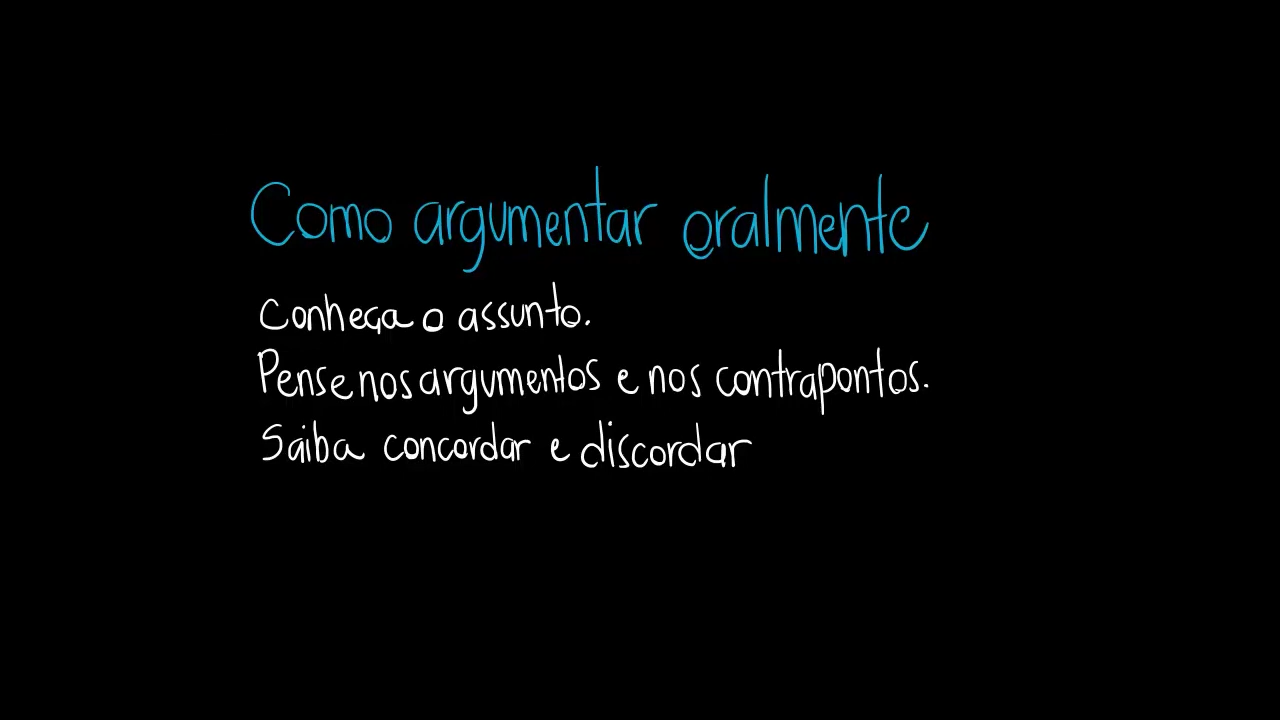 Como argumentar oralmente
Conheça o assunto.
Pense nos argumentos e nos contrapontos.
Saiba concordar e discordar